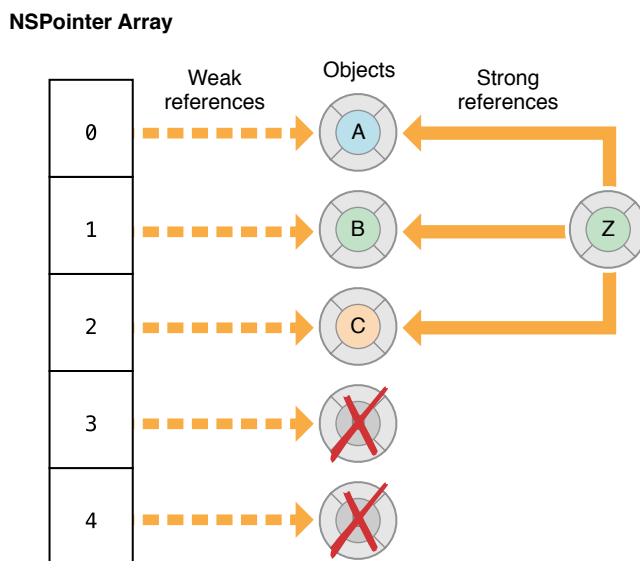 NSPointer Array
Weak
references
Objects
Strong
references
0
A
1
B
Z
2
C
3
4